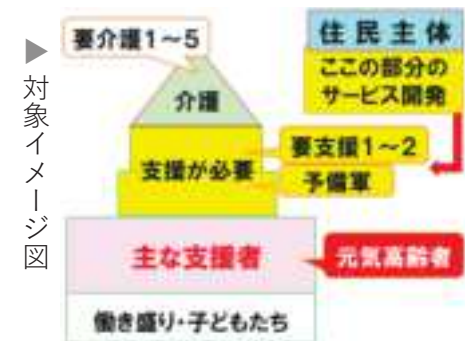 ▶対象イメージ図
要介護1～5
介護
支援が必要
要支援1～2
予備軍
住民主体
ここの部分の
サービス開発
主な支援者
元気高齢者
働き盛り・子どもたち